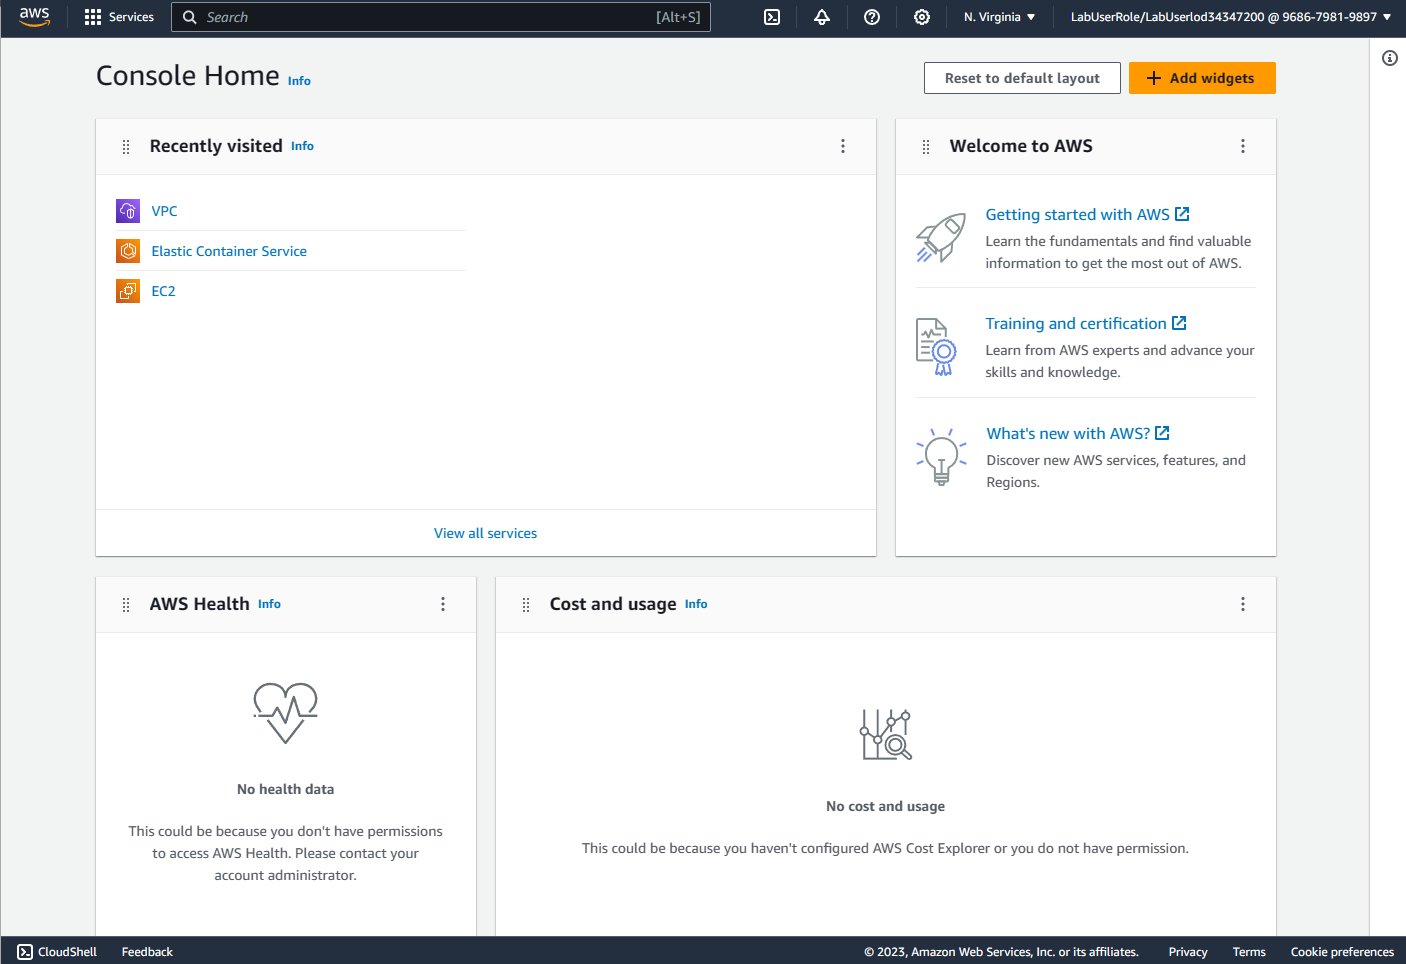 aws
Services
Search
[Alt+S]
N. Virginia
LabUserRole/LabUserlod34347200 @ 9686-7981-9897
Console Home Info
Reset to default layout
Add widgets
Recently visited Info
VPC
Elastic Container Service
EC2
View all services
Welcome to AWS
Getting started with AWS
Learn the fundamentals and find valuable
information to get the most out of AWS.
Training and certification
Learn from AWS experts and advance your
skills and knowledge.
What's new with AWS?
Discover new AWS services, features, and
Regions.
AWS Health Info
No health data
This could be because you don't have permissions
to access AWS Health. Please contact your
account administrator.
Cost and usage Info
No cost and usage
This could be because you haven't configured AWS Cost Explorer or you do not have permission.
CloudShell
Feedback
© 2023, Amazon Web Services, Inc. or its affiliates.
Privacy
Terms
Cookie preferences